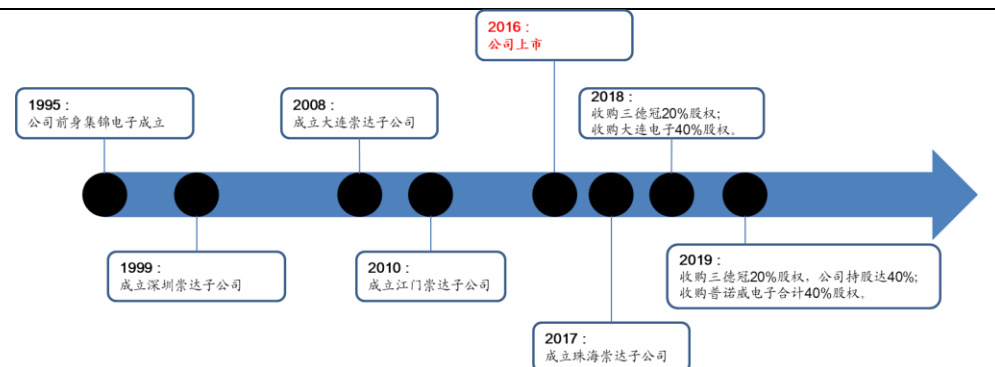 1995：
公司前身集锦电子成立
1999：
成立深圳崇达子公司
2008：
成立大连崇达子公司
2010：
成立江门崇达子公司
2016：
公司上市
2017：
成立珠海崇达子公司
2018：
收购三德冠20%股权;
收购大连电子40%股权。
2019：
收购三德冠20%股权，公司持股达40%;
收购普诺威电子合计40%股权。